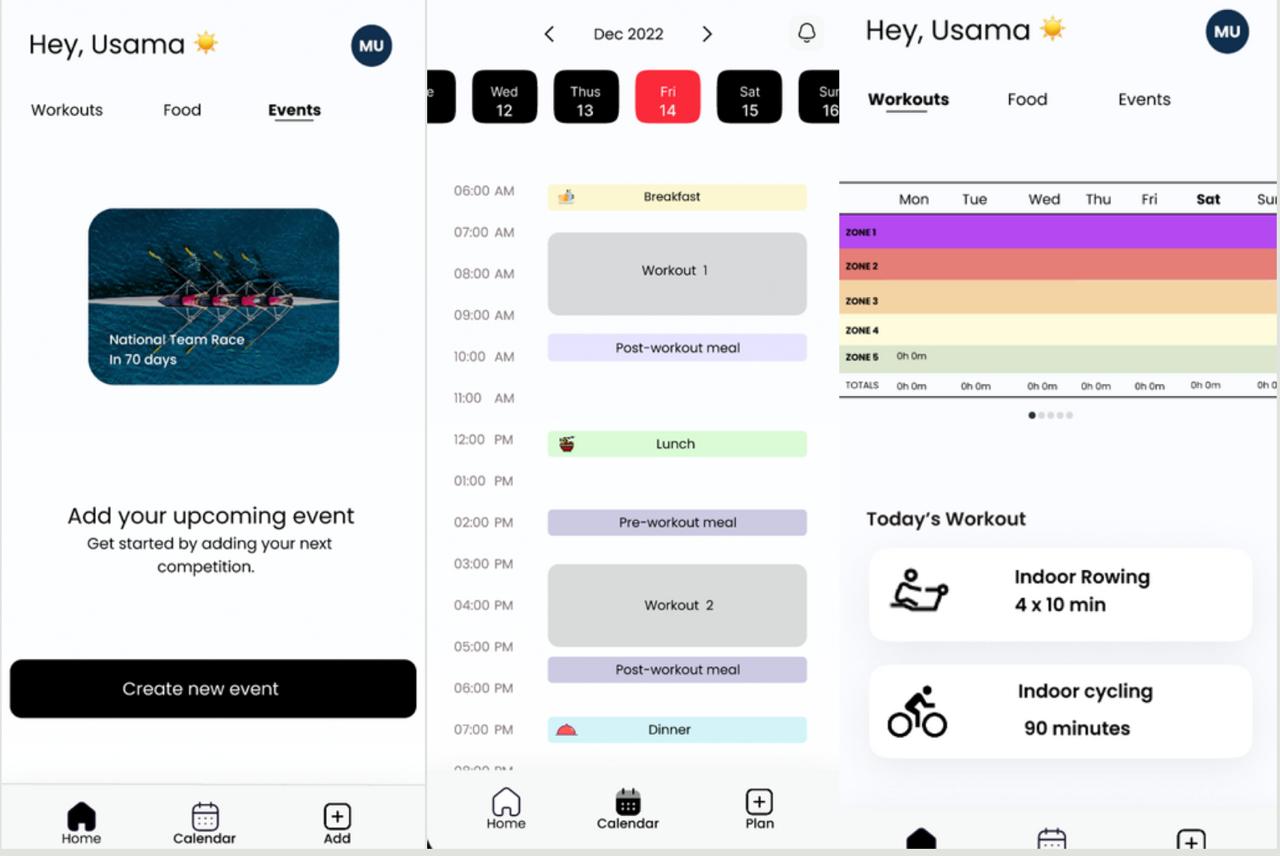 Hey, Usama
MU
Workouts Food Events
National Team Race
In 70 days
Add your upcoming event
Get started by adding your next
competition.
Create new event
Home Calendar Add
Dec 2022
e Wed Thus Fri Sat Sun
12 13 14 15 16
06:00 AM Breakfast
07:00 AM
Workout 1
08:00 AM
09:00 AM
Post-workout meal
10:00 AM
11:00 AM
12:00 PM Lunch
01:00 PM
02:00 PM Pre-workout meal
03:00 PM
04:00 PM Workout 2
05:00 PM
Post-workout meal
06:00 PM
07:00 PM Dinner
08:00 PM
Home Calendar Plan
Hey, Usama
MU
Workouts Food Events
Mon Tue Wed Thu Fri Sat Sun
ZONE 1
ZONE 2
ZONE 3
ZONE 4
ZONE 5 0h 0m
TOTALS 0h 0m 0h 0m 0h 0m 0h 0m 0h 0m 0h 0m 0h 0
Today's Workout
Indoor Rowing
4 x 10 min
Indoor cycling
90 minutes